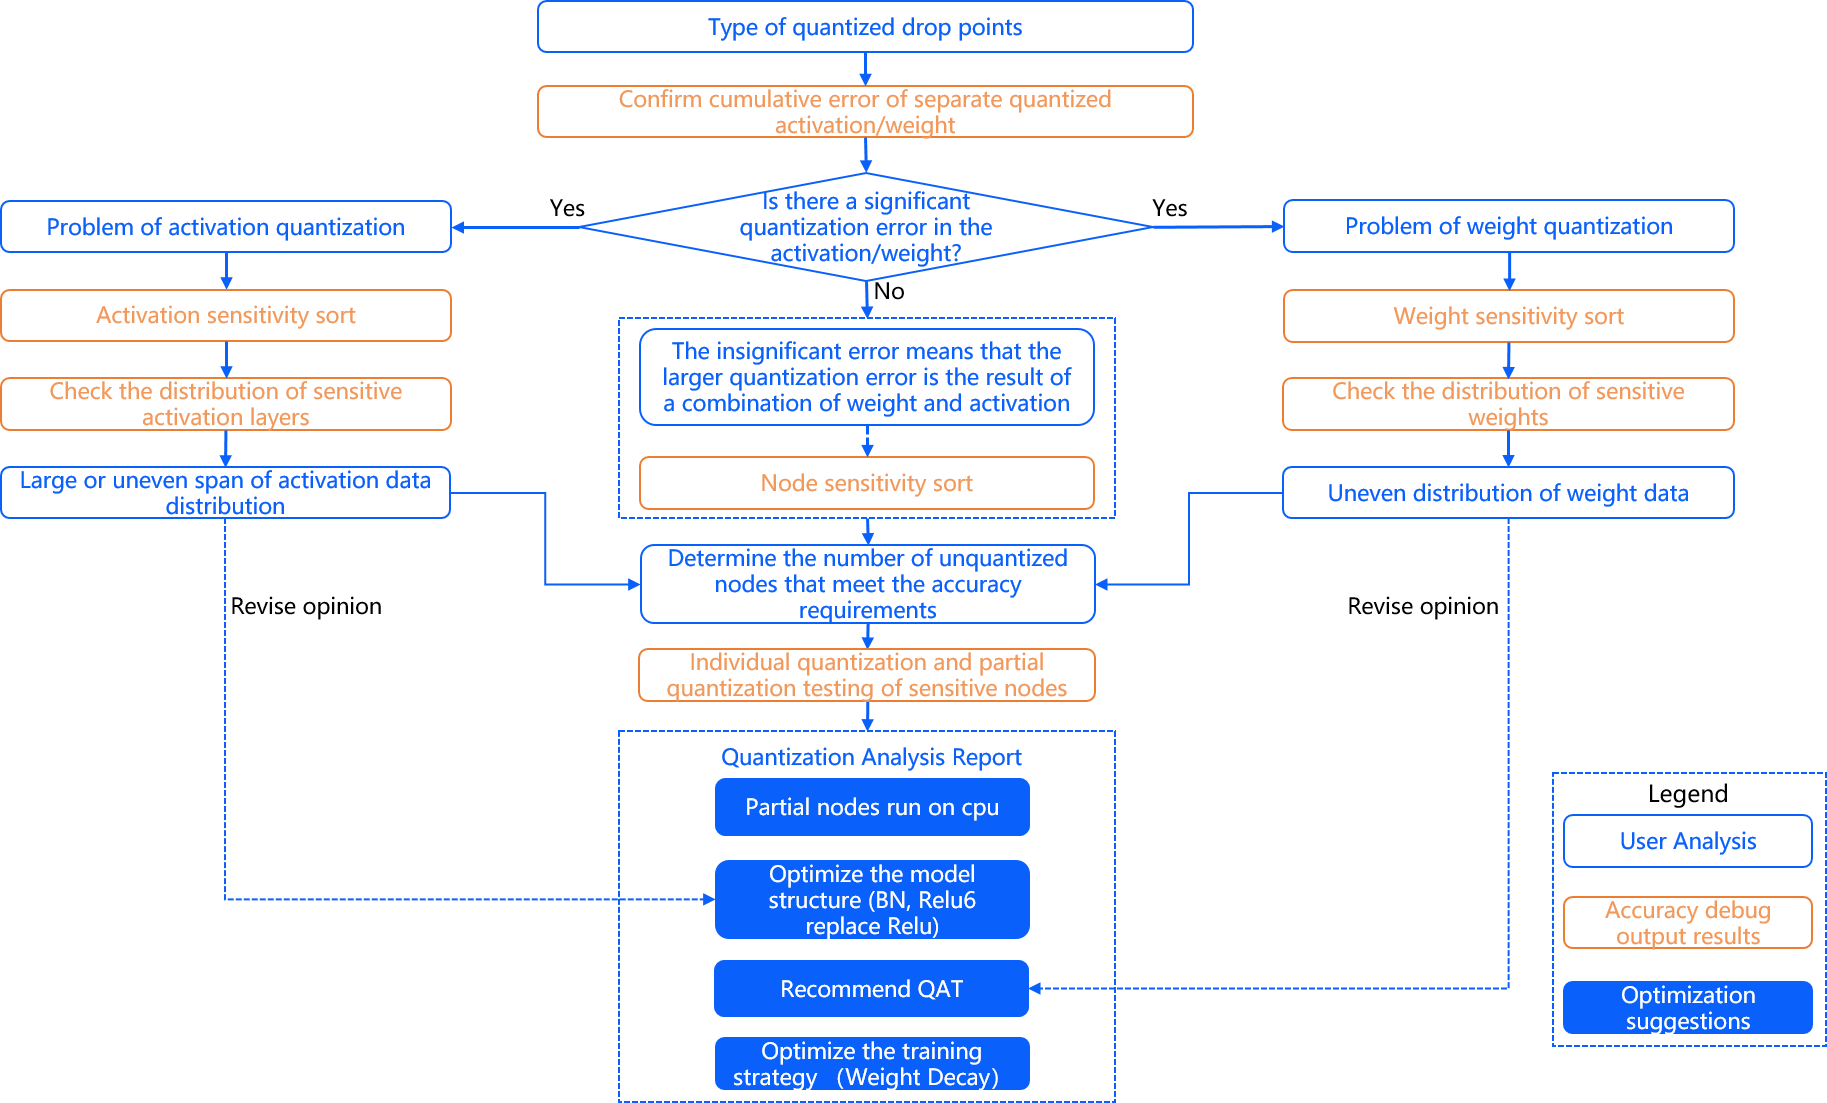 Type of quantized drop points
Confirm cumulative error of separate quantized
activation/weight
Is there a significant
quantization error in the
activation/weight?
Yes
Yes
No
Problem of activation quantization
Activation sensitivity sort
Check the distribution of sensitive
activation layers
Large or uneven span of activation data
distribution
Revise opinion
The insignificant error means that the
larger quantization error is the result of
a combination of weight and activation
Node sensitivity sort
Determine the number of unquantized
nodes that meet the accuracy
requirements
Individual quantization and partial
quantization testing of sensitive nodes
Problem of weight quantization
Weight sensitivity sort
Check the distribution of sensitive
weights
Uneven distribution of weight data
Revise opinion
Quantization Analysis Report
Partial nodes run on cpu
Optimize the model
structure (BN, Relu6
replace Relu)
Recommend QAT
Optimize the training
strategy （Weight Decay）
Legend
User Analysis
Accuracy debug
output results
Optimization
suggestions